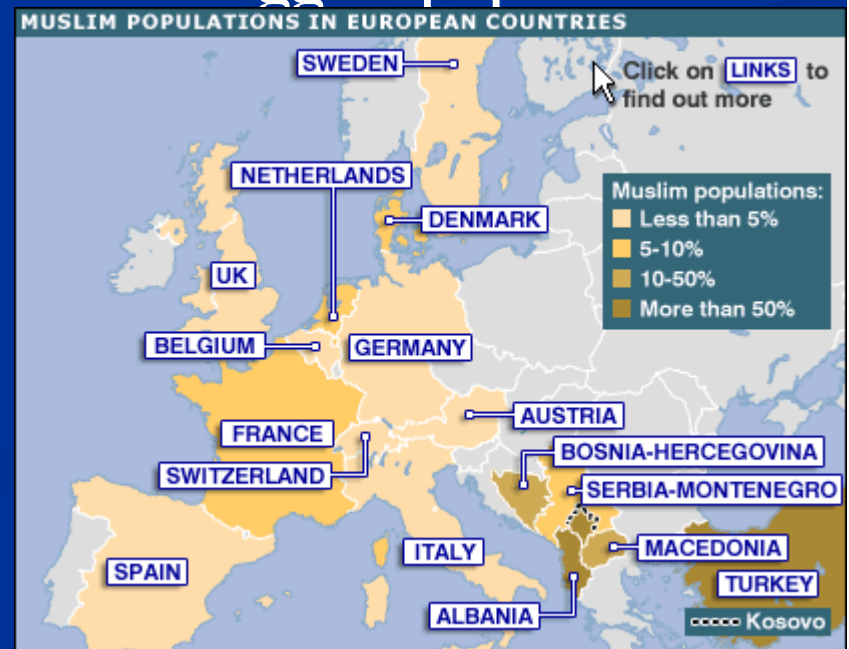 MUSLIM POPULATIONS IN EUROPEAN COUNTRIES
SWEDEN
Click on LINKS to
find out more
NETHERLANDS
Muslim populations:
Less than 5%
5-10%
10-50%
More than 50%
DENMARK
UK
BELGIUM
GERMANY
AUSTRIA
FRANCE
BOSNIA-HERCEGOVINA
SWITZERLAND
SERBIA-MONTENEGRO
ITALY
MACEDONIA
SPAIN
TURKEY
ALBANIA
Kosovo